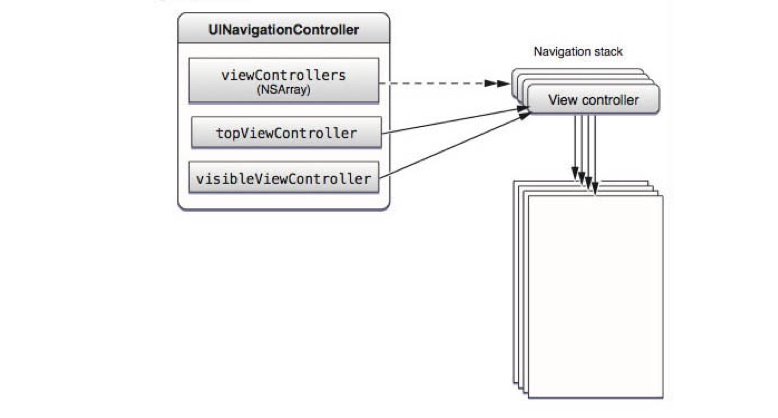 UINavigationController
viewControllers
(NSArray)
topViewController
visibleViewController
Navigation stack
View controller